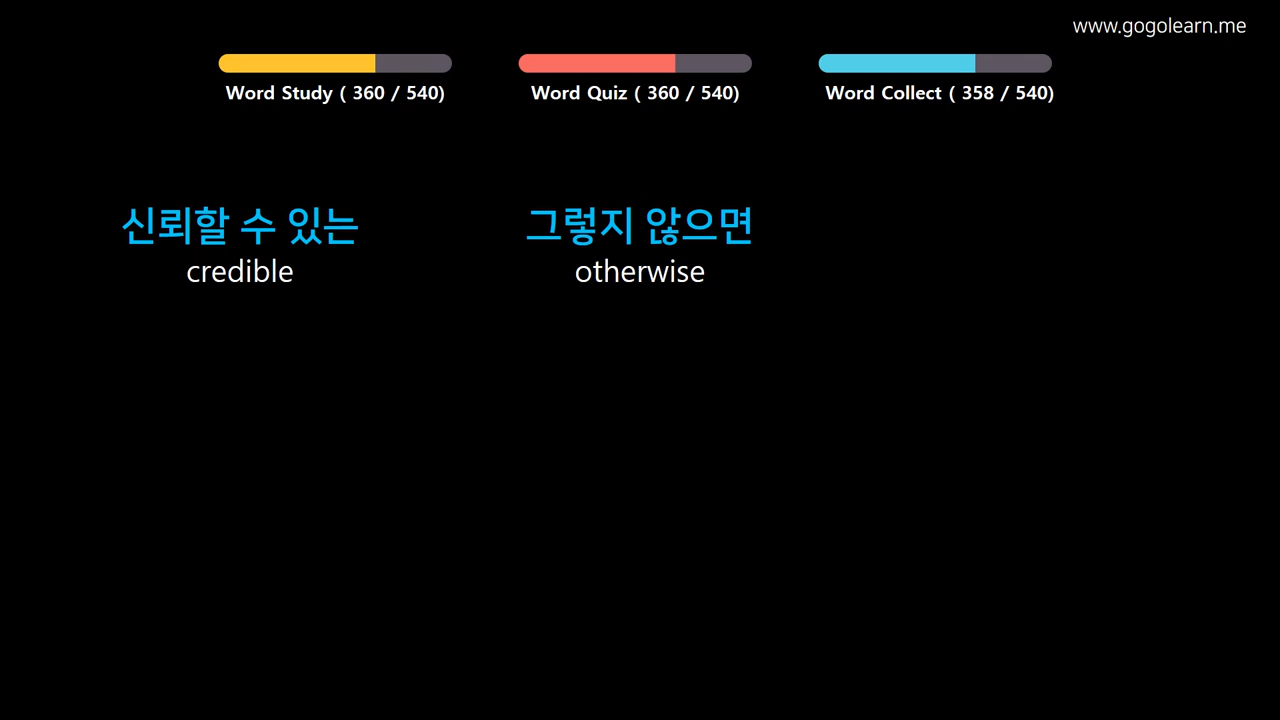 www.gogolearn.me
Word Study ( 360 / 540)
Word Quiz ( 360 / 540)
Word Collect ( 358 / 540)
신뢰할 수 있는
credible
그렇지 않으면
otherwise